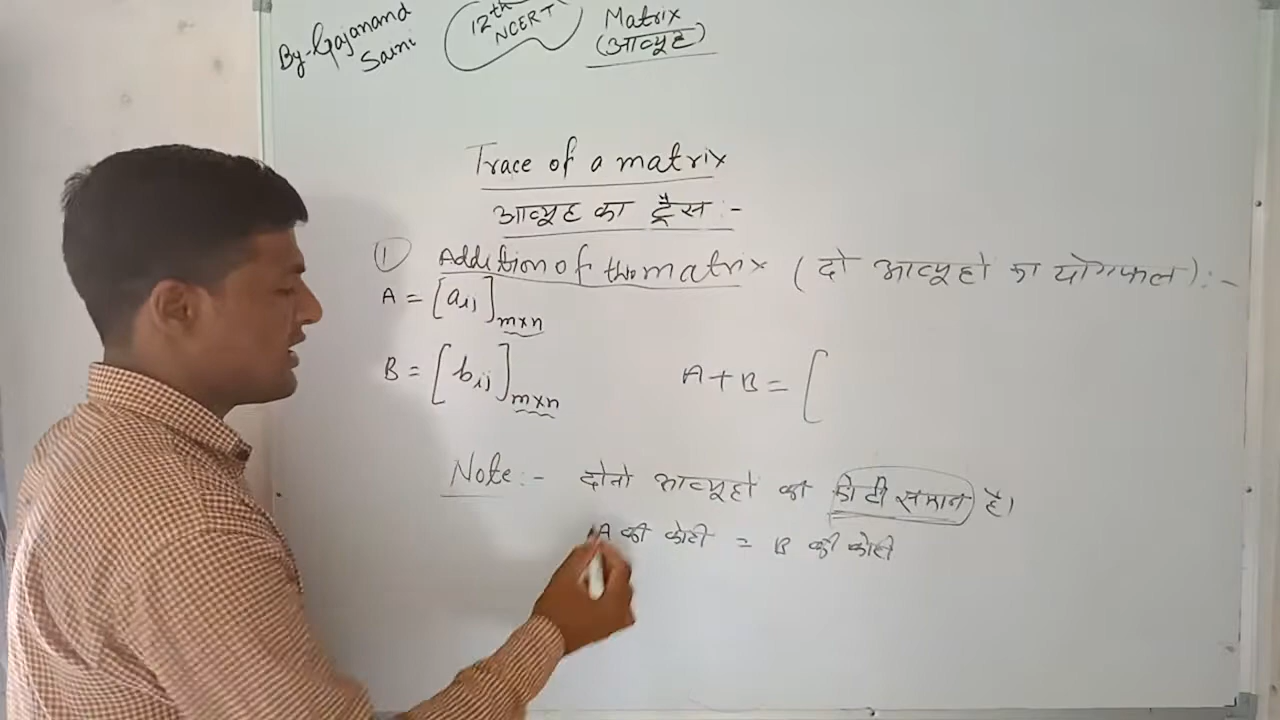 By- Gajanand
Saini
12th
NCERT
Matrix
(आव्यूह)
Trace of a matrix
आव्यूह का ट्रैस :-
① Addition of two matrix (दो आव्यूहो का योगफल) :-
A = [aij]m×n
B = [bij]m×n
A + B = [
Note :- दोनो आव्यूहो की कोटी समान है।
A की कोटी = B की कोटी